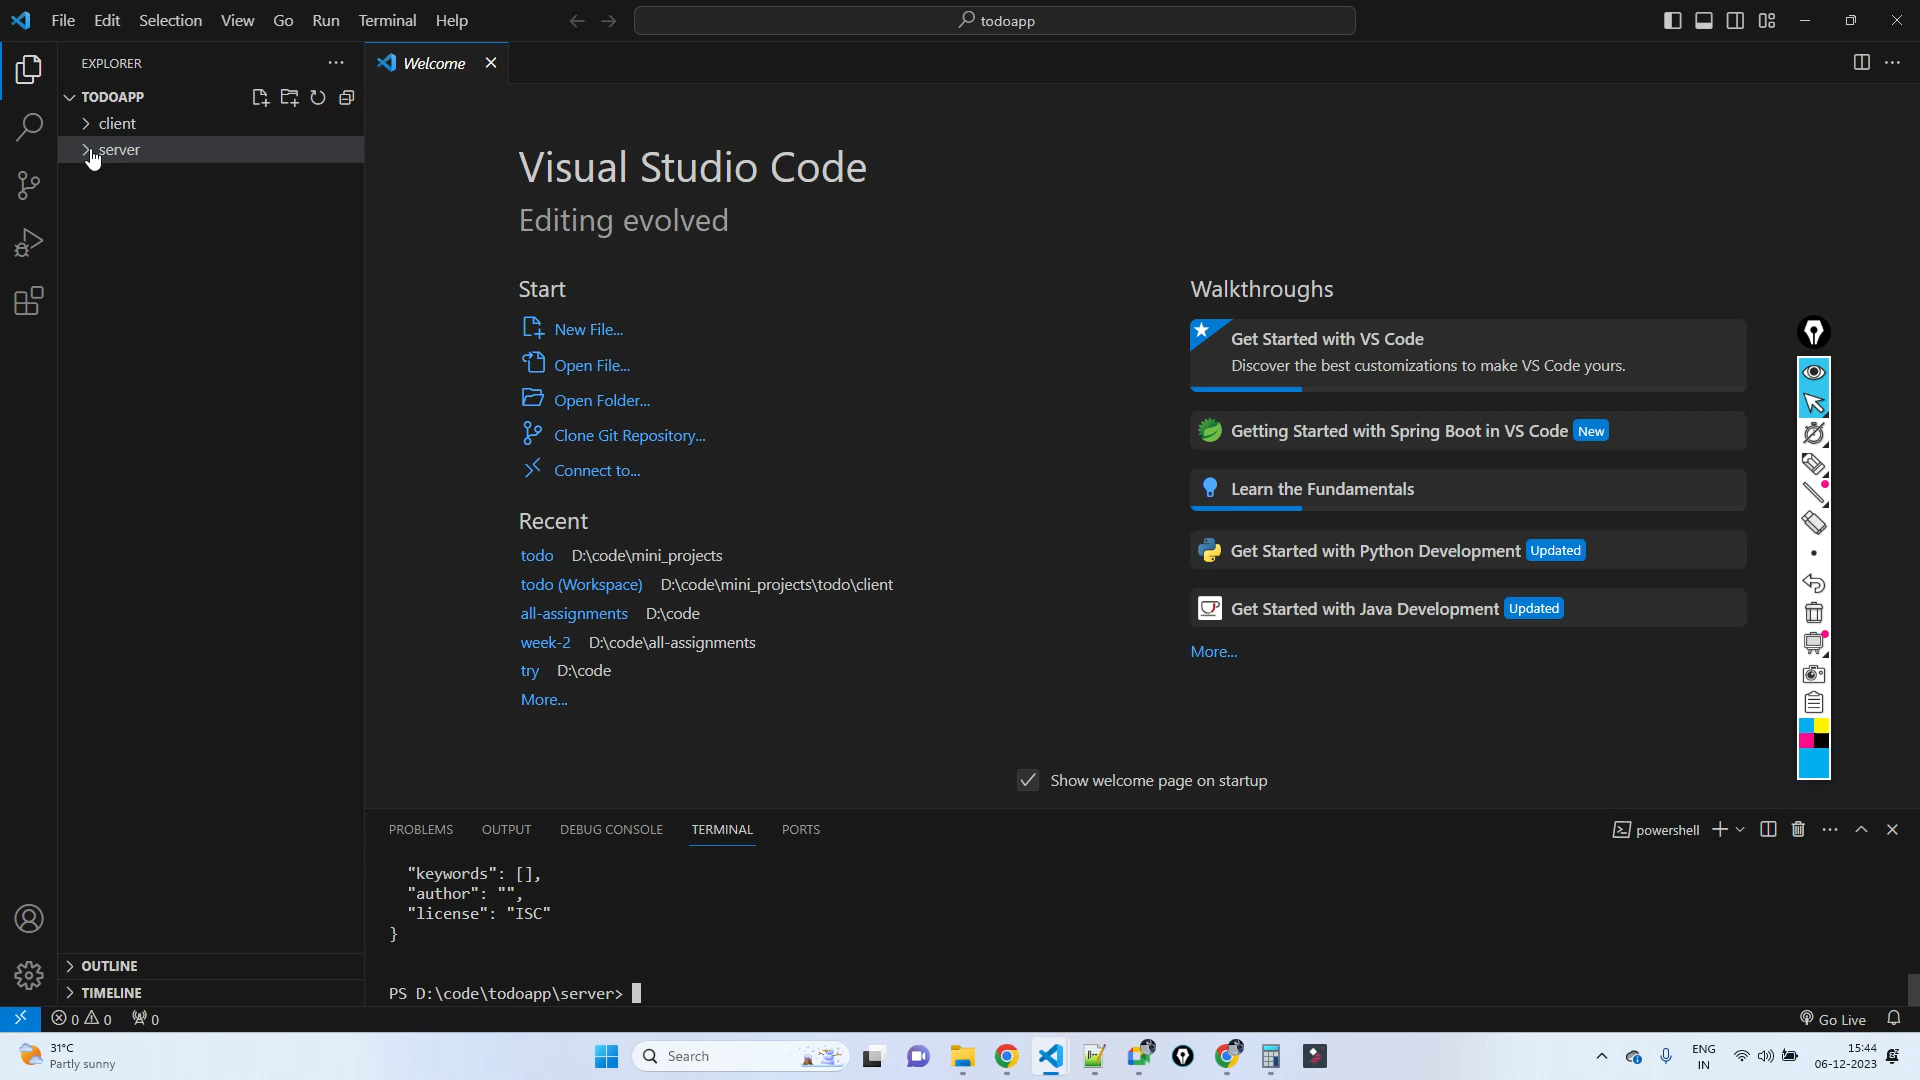 File Edit Selection View Go Run Terminal Help
todoapp
EXPLORER
Welcome
TODOAPP
client
server
Visual Studio Code
Editing evolved
Start
New File...
Open File...
Open Folder...
Clone Git Repository...
Connect to...
Recent
todo D:\code\mini_projects
todo (Workspace) D:\code\mini_projects\todo\client
all-assignments D:\code
week-2 D:\code\all-assignments
try D:\code
More...
Walkthroughs
Get Started with VS Code
Discover the best customizations to make VS Code yours.
Getting Started with Spring Boot in VS Code New
Learn the Fundamentals
Get Started with Python Development Updated
Get Started with Java Development Updated
More...
Show welcome page on startup
PROBLEMS OUTPUT DEBUG CONSOLE TERMINAL PORTS
powershell
"keywords": [],
"author": "",
"license": "ISC"
}
PS D:\code\todoapp\server>
OUTLINE
TIMELINE
0 0 0
Go Live
31°C
Partly sunny
Search
ENG
IN
15:44
06-12-2023